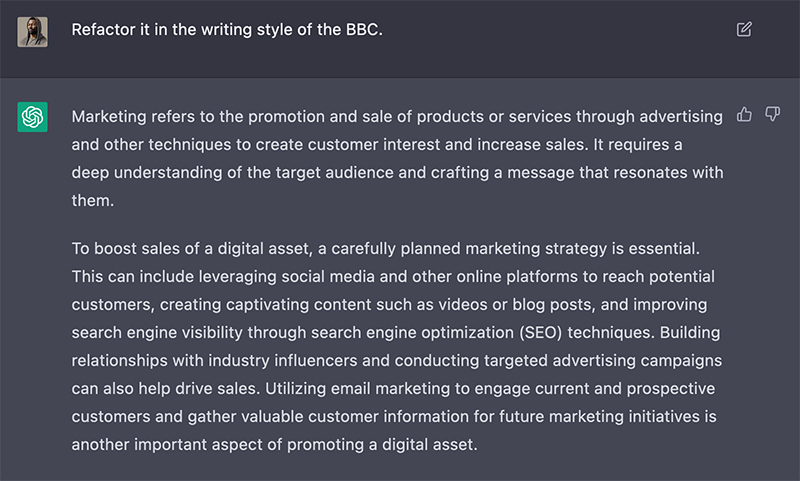 Refactor it in the writing style of the BBC.
Marketing refers to the promotion and sale of products or services through advertising
and other techniques to create customer interest and increase sales. It requires a
deep understanding of the target audience and crafting a message that resonates with
them.
To boost sales of a digital asset, a carefully planned marketing strategy is essential.
This can include leveraging social media and other online platforms to reach potential
customers, creating captivating content such as videos or blog posts, and improving
search engine visibility through search engine optimization (SEO) techniques. Building
relationships with industry influencers and conducting targeted advertising campaigns
can also help drive sales. Utilizing email marketing to engage current and prospective
customers and gather valuable customer information for future marketing initiatives is
another important aspect of promoting a digital asset.